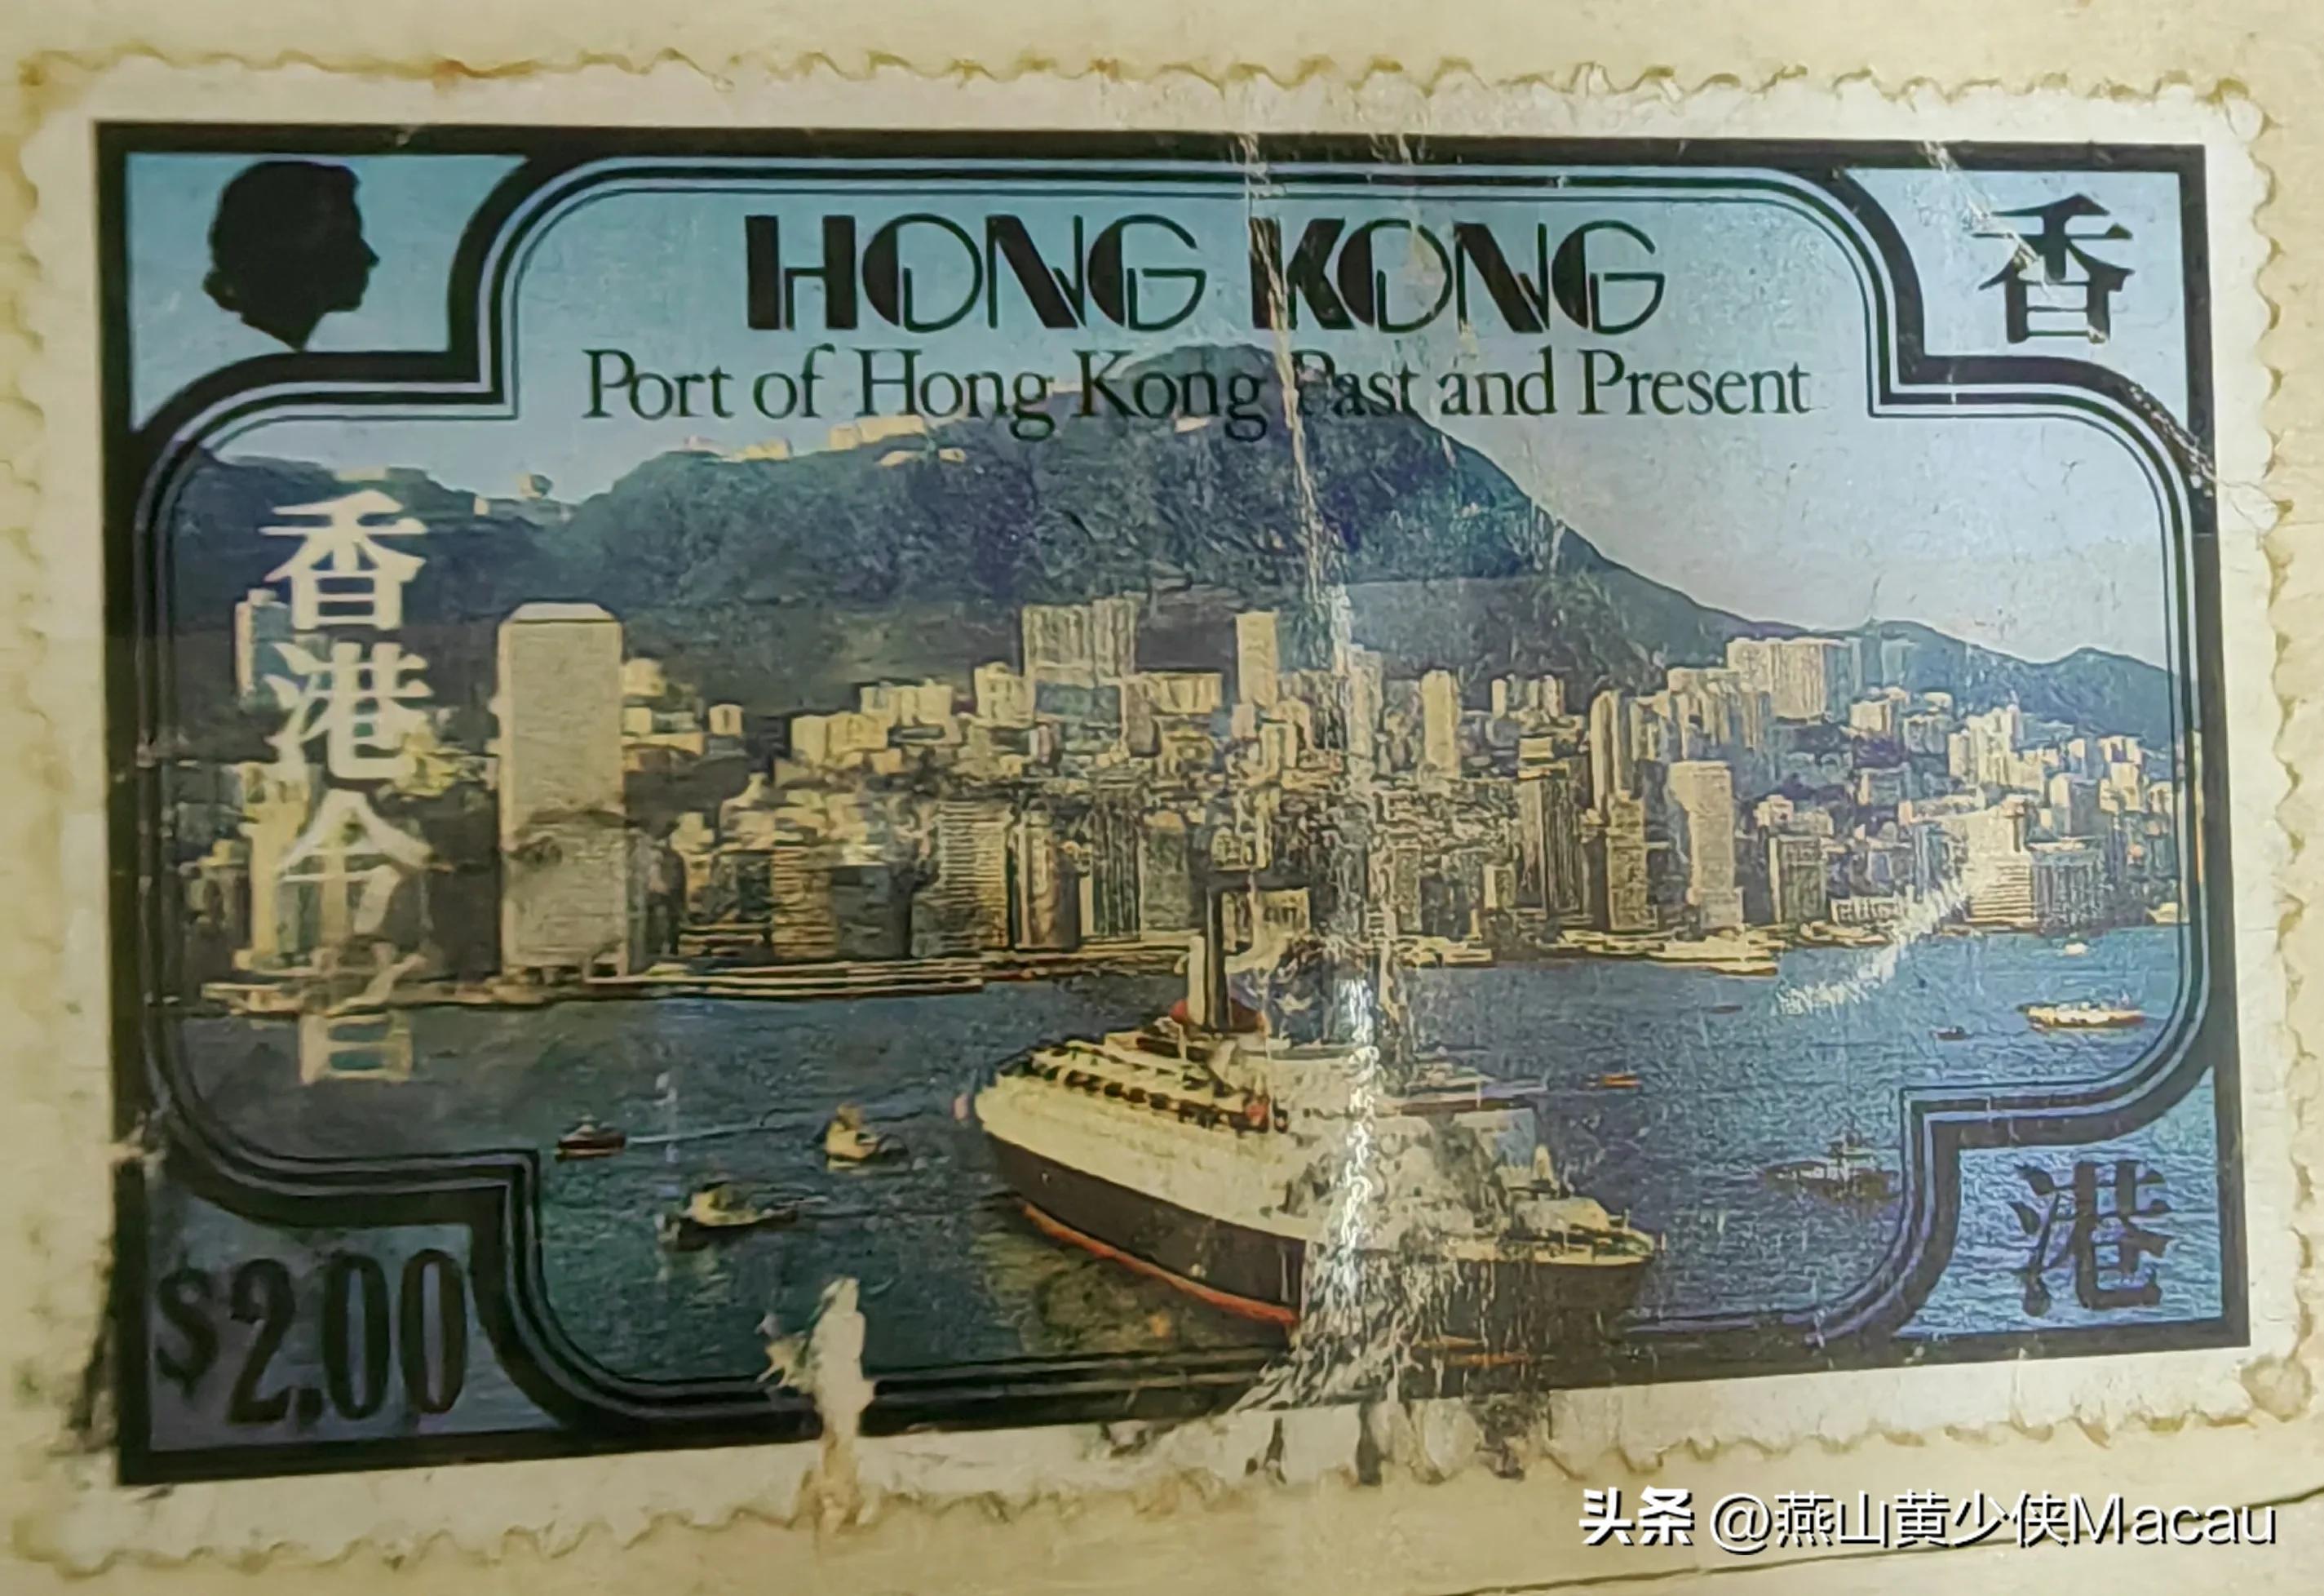 HONG KONG
香
Port of Hong Kong Past and Present
香港今昔
$2.00
港
头条 @燕山黄少侠Macau